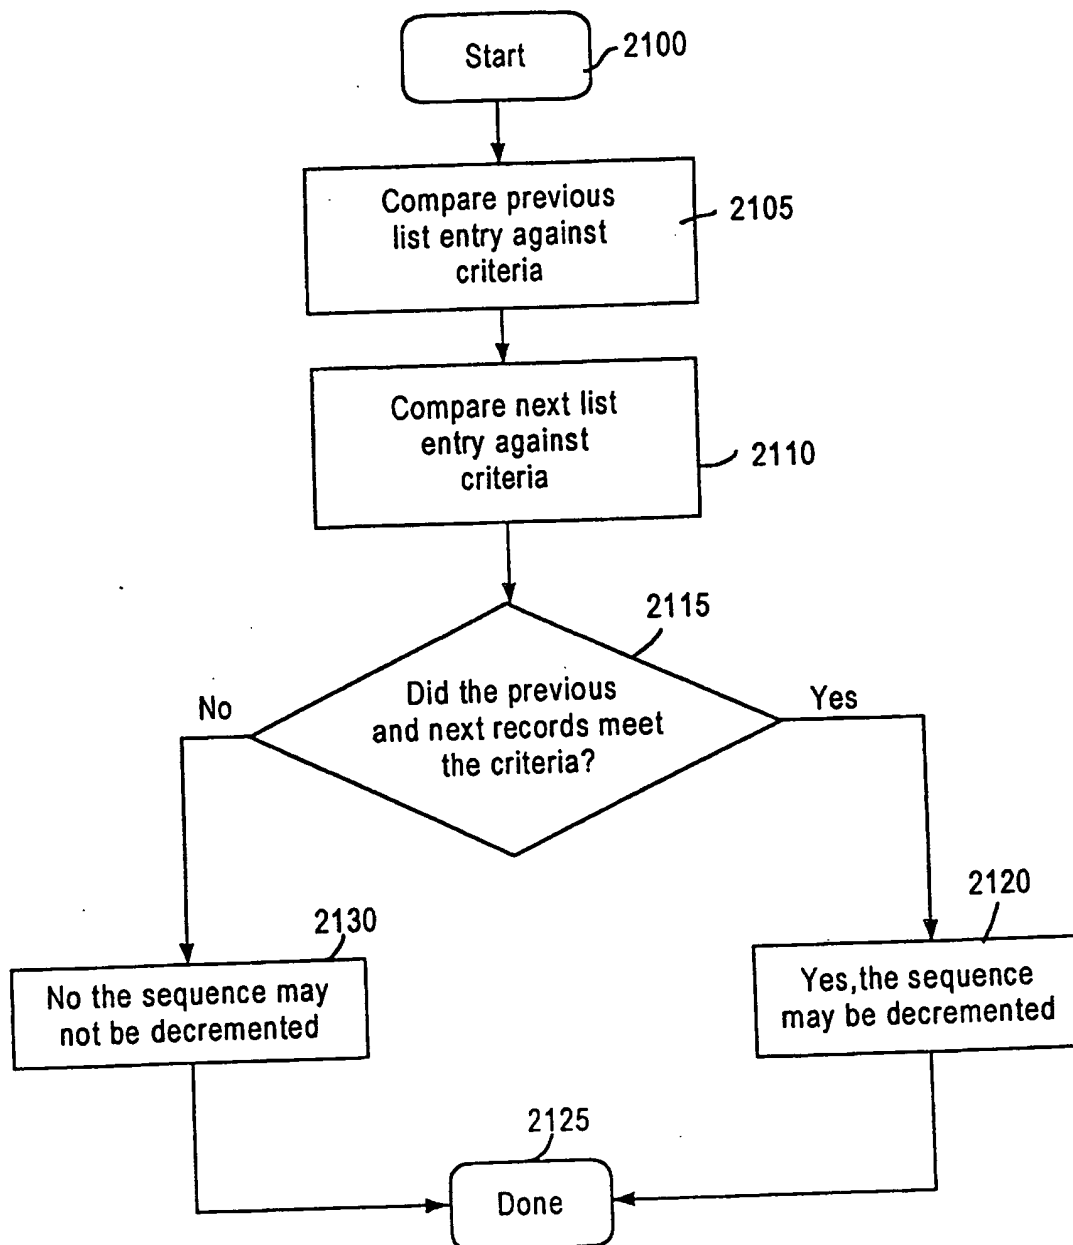 Start
2100
Compare previous
list entry against
criteria
2105
Compare next list
entry against
criteria
2110
2115
Did the previous
and next records meet
the criteria?
No
Yes
2130
No the sequence may
not be decremented
2120
Yes,the sequence
may be decremented
2125
Done